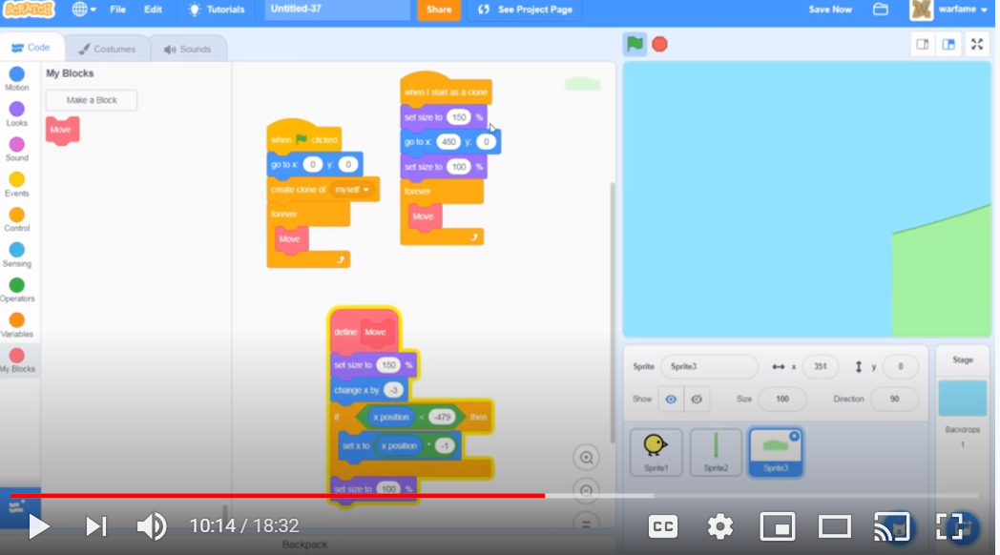 SCRATCH File Edit Tutorials Untitled-37 Share See Project Page Save Now warfame
Code Costumes Sounds
Motion
Looks
Sound
Events
Control
Sensing
Operators
Variables
My Blocks
My Blocks
Make a Block
Move
when clicked
go to x: 0 y: 0
create clone of myself
forever
Move
when I start as a clone
set size to 150 %
go to x: 480 y: 0
set size to 100 %
forever
Move
define Move
set size to 150 %
change x by -3
if x position < -479 then
set x to x position * -1
set size to 100 %
Sprite Sprite3 x 351 y 0
Show Size 100 Direction 90
Sprite1 Sprite2 Sprite3
Stage
Backdrops
1
10:14 / 18:32
CC
Backpack